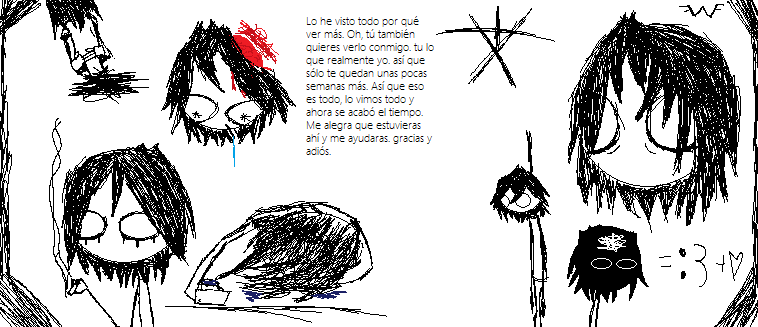 Lo he visto todo por qué
ver más. Oh, tú también
quieres verlo conmigo. tu lo
que realmente yo. así que
sólo te quedan unas pocas
semanas más. Así que eso
es todo, lo vimos todo y
ahora se acabó el tiempo.
Me alegra que estuvieras
ahí y me ayudaras. gracias y
adiós.